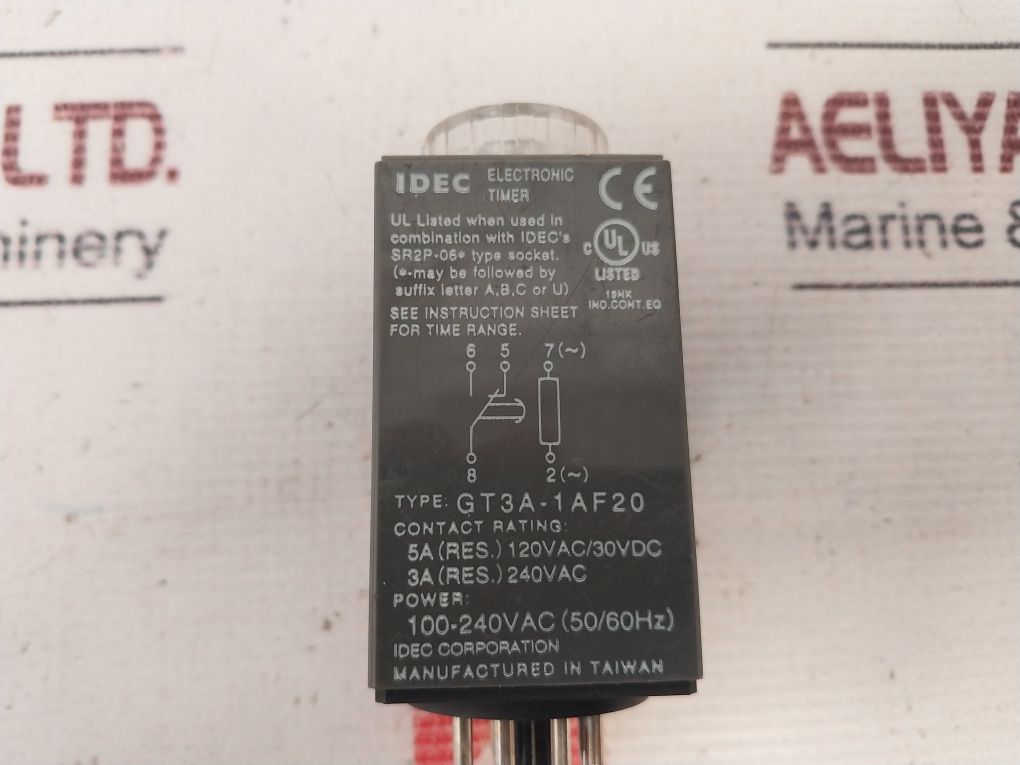 LTD.
AELIYA
hinery
Marine &
IDEC ELECTRONIC TIMER
CE
UL Listed when used in
combination with IDEC's
SR2P-06* type socket.
(*-may be followed by
suffix letter A,B,C or U)
C UL US
LISTED
IND.CONT.EQ
SEE INSTRUCTION SHEET
FOR TIME RANGE.
6 5 7(~)
8 2(~)
TYPE: GT3A-1AF20
CONTACT RATING:
5A (RES.) 120VAC/30VDC
3A (RES.) 240VAC
POWER:
100-240VAC (50/60Hz)
IDEC CORPORATION
MANUFACTURED IN TAIWAN